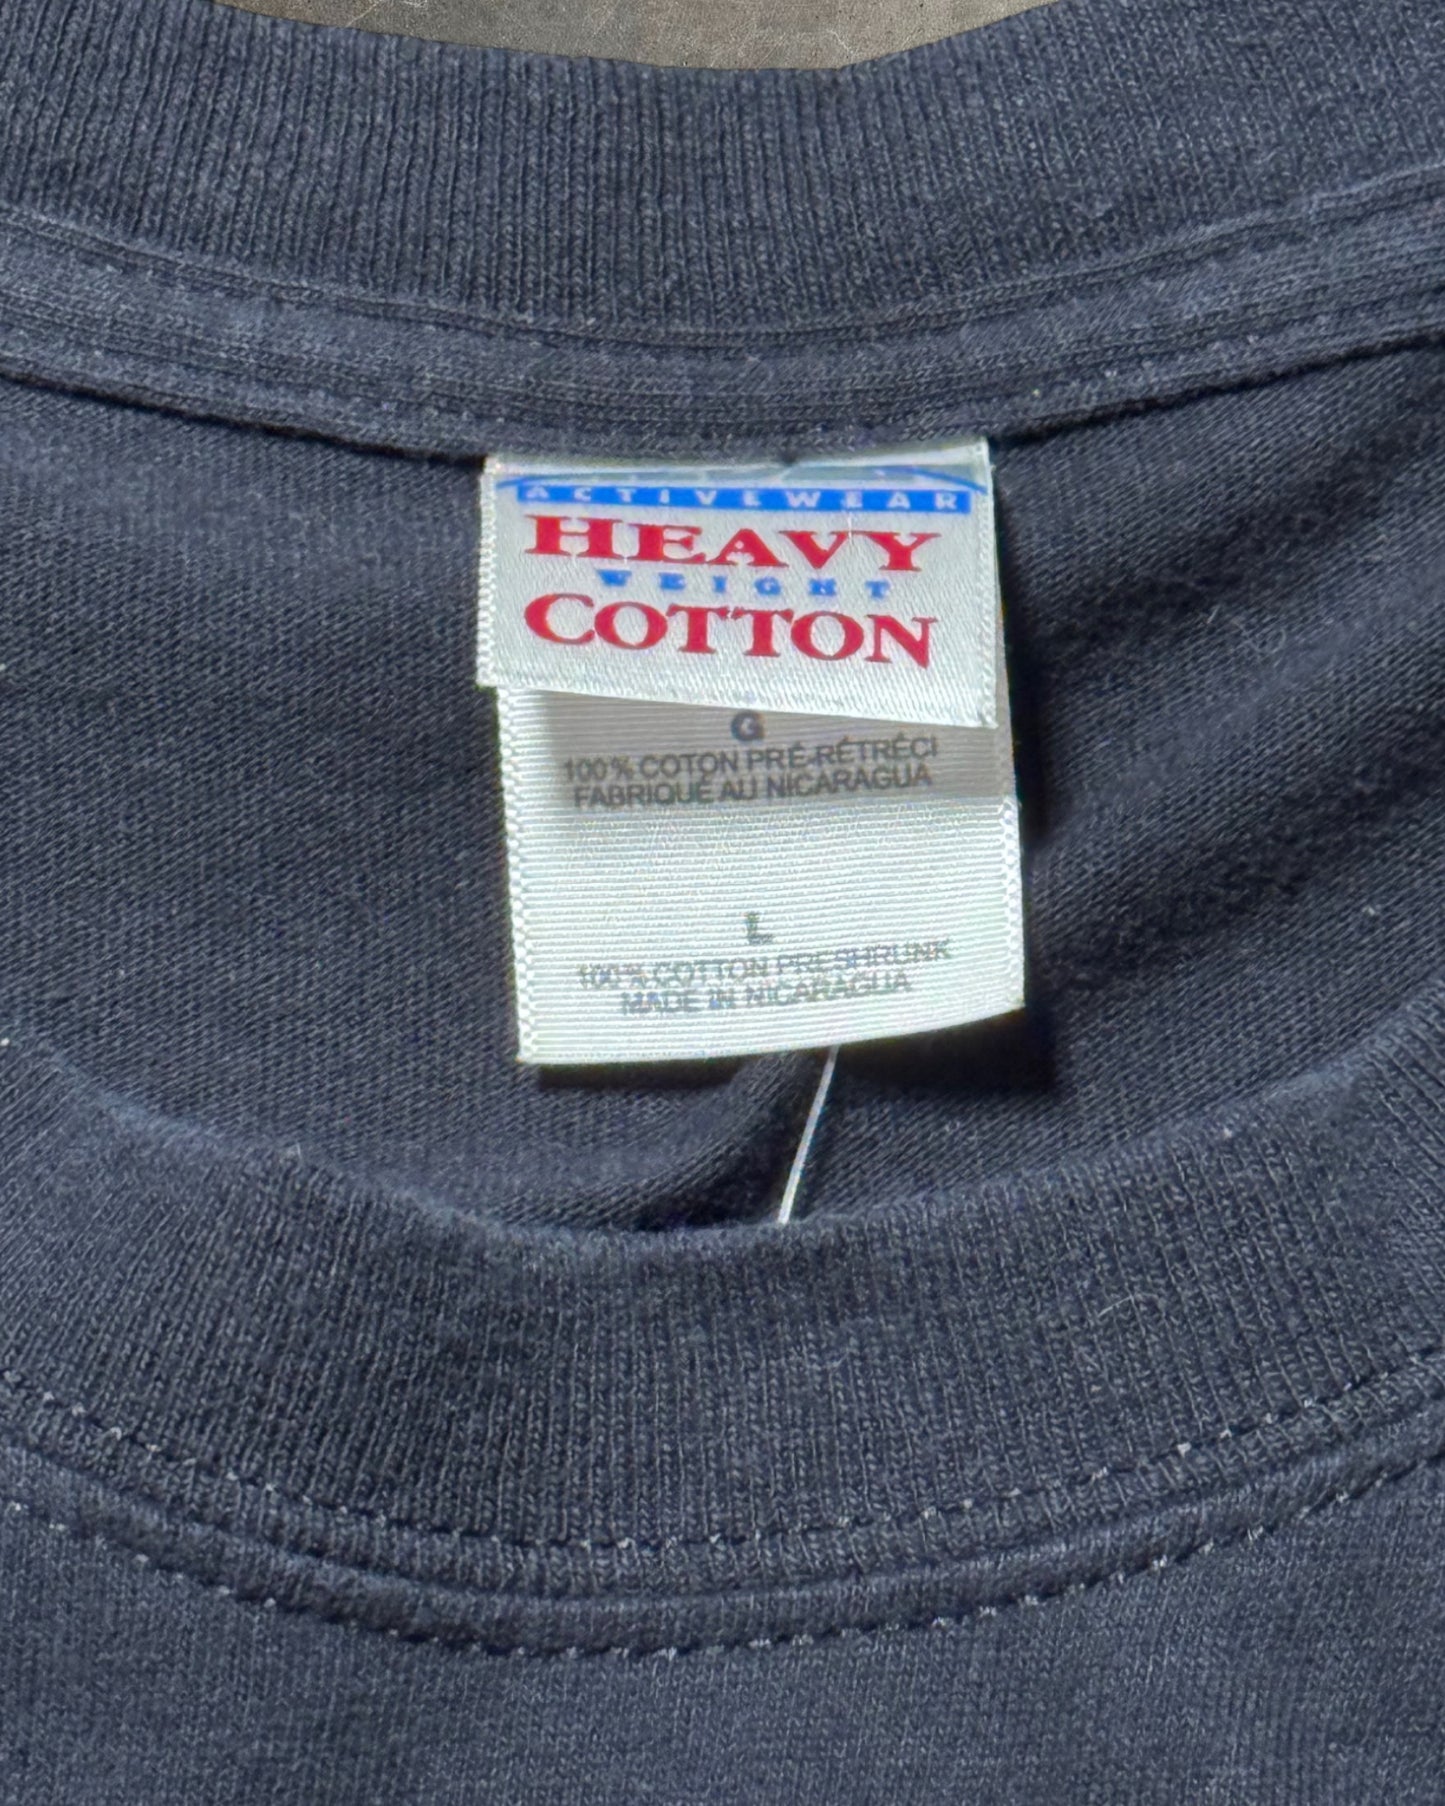 ACTIVEWEAR
HEAVY
WEIGHT
COTTON
G
100% COTON PRÉ-RÉTRÉCI
FABRIQUÉ AU NICARAGUA
L
100% COTTON PRESHRUNK
MADE IN NICARAGUA